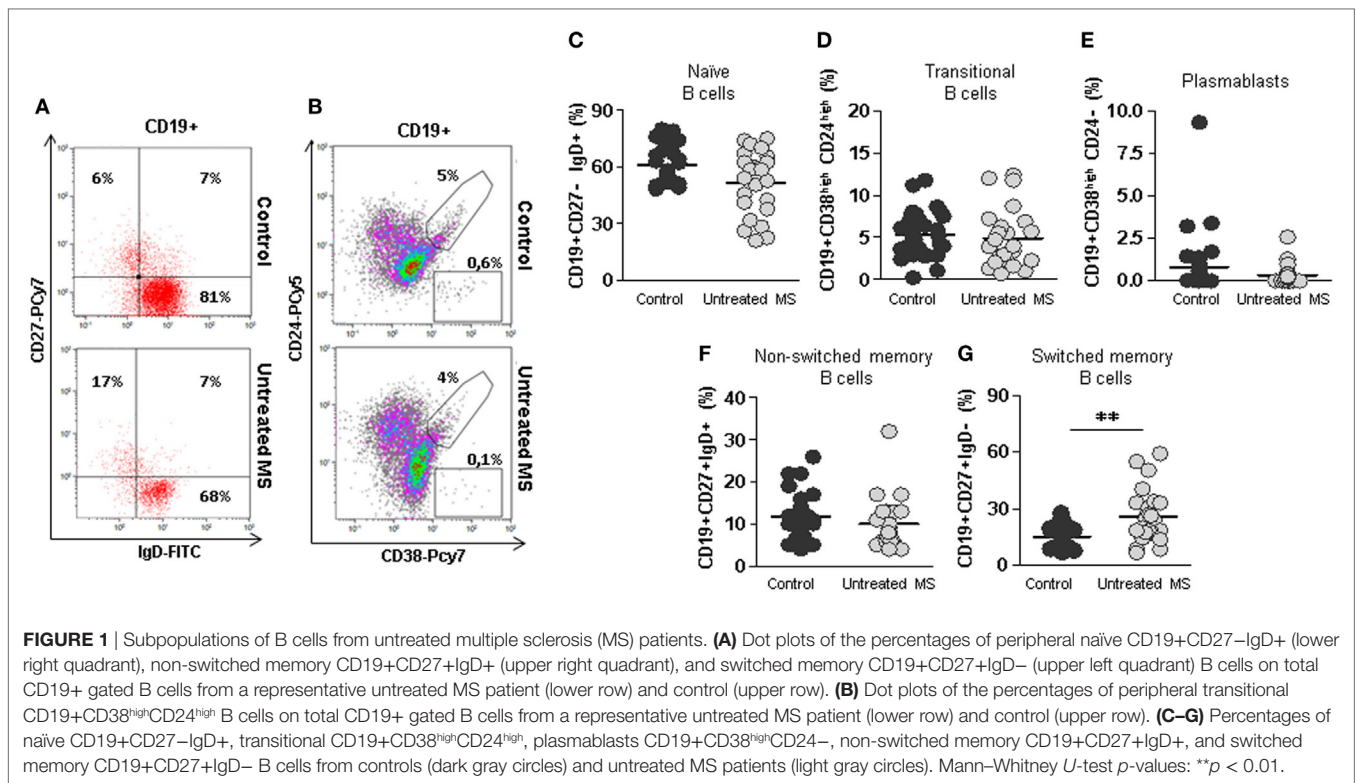 A
CD19+
6%
7%
81%
Control
17%
7%
68%
Untreated MS
CD27-PCy7
IgD-FITC
10⁻¹ 10⁰ 10¹ 10² 10³
B
CD19+
5%
0,6%
Control
4%
0,1%
Untreated MS
CD24-PCy5
CD38-Pcy7
C
Naïve
B cells
CD19+CD27- IgD+ (%)
90
60
30
0
Control Untreated MS
D
Transitional
B cells
CD19+CD38ʰⁱᵍʰ CD24ʰⁱᵍʰ (%)
20
15
10
5
0
Control Untreated MS
E
Plasmablasts
CD19+CD38ʰⁱᵍʰ CD24- (%)
10.0
7.5
5.0
2.5
0.0
Control Untreated MS
F
Non-switched memory
B cells
CD19+CD27+IgD+ (%)
40
30
20
10
0
Control Untreated MS
G
Switched memory
B cells
CD19+CD27+IgD- (%)
90
60
30
0
**
Control Untreated MS
FIGURE 1 | Subpopulations of B cells from untreated multiple sclerosis (MS) patients. (A) Dot plots of the percentages of peripheral naïve CD19+CD27−IgD+ (lower
right quadrant), non-switched memory CD19+CD27+IgD+ (upper right quadrant), and switched memory CD19+CD27+IgD− (upper left quadrant) B cells on total
CD19+ gated B cells from a representative untreated MS patient (lower row) and control (upper row). (B) Dot plots of the percentages of peripheral transitional
CD19+CD38ʰⁱᵍʰCD24ʰⁱᵍʰ B cells on total CD19+ gated B cells from a representative untreated MS patient (lower row) and control (upper row). (C–G) Percentages of
naïve CD19+CD27−IgD+, transitional CD19+CD38ʰⁱᵍʰCD24ʰⁱᵍʰ, plasmablasts CD19+CD38ʰⁱᵍʰCD24−, non-switched memory CD19+CD27+IgD+, and switched
memory CD19+CD27+IgD− B cells from controls (dark gray circles) and untreated MS patients (light gray circles). Mann–Whitney U-test p-values: **p < 0.01.